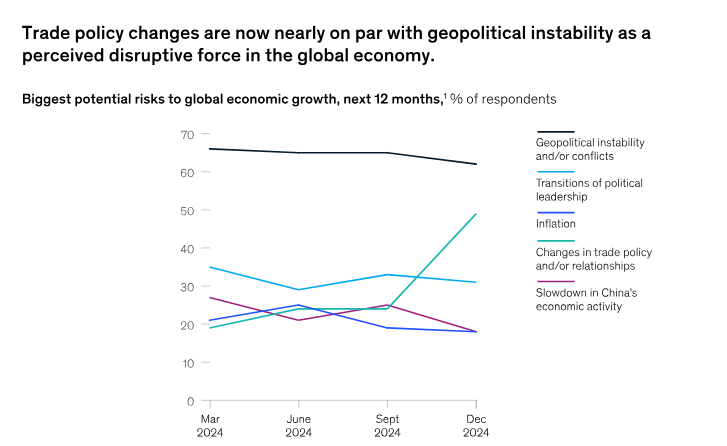 Trade policy changes are now nearly on par with geopolitical instability as a
perceived disruptive force in the global economy.
Biggest potential risks to global economic growth, next 12 months,¹ % of respondents
70
60
50
40
30
20
10
0
Mar
2024
June
2024
Sept
2024
Dec
2024
Geopolitical instability
and/or conflicts
Transitions of political
leadership
Inflation
Changes in trade policy
and/or relationships
Slowdown in China's
economic activity